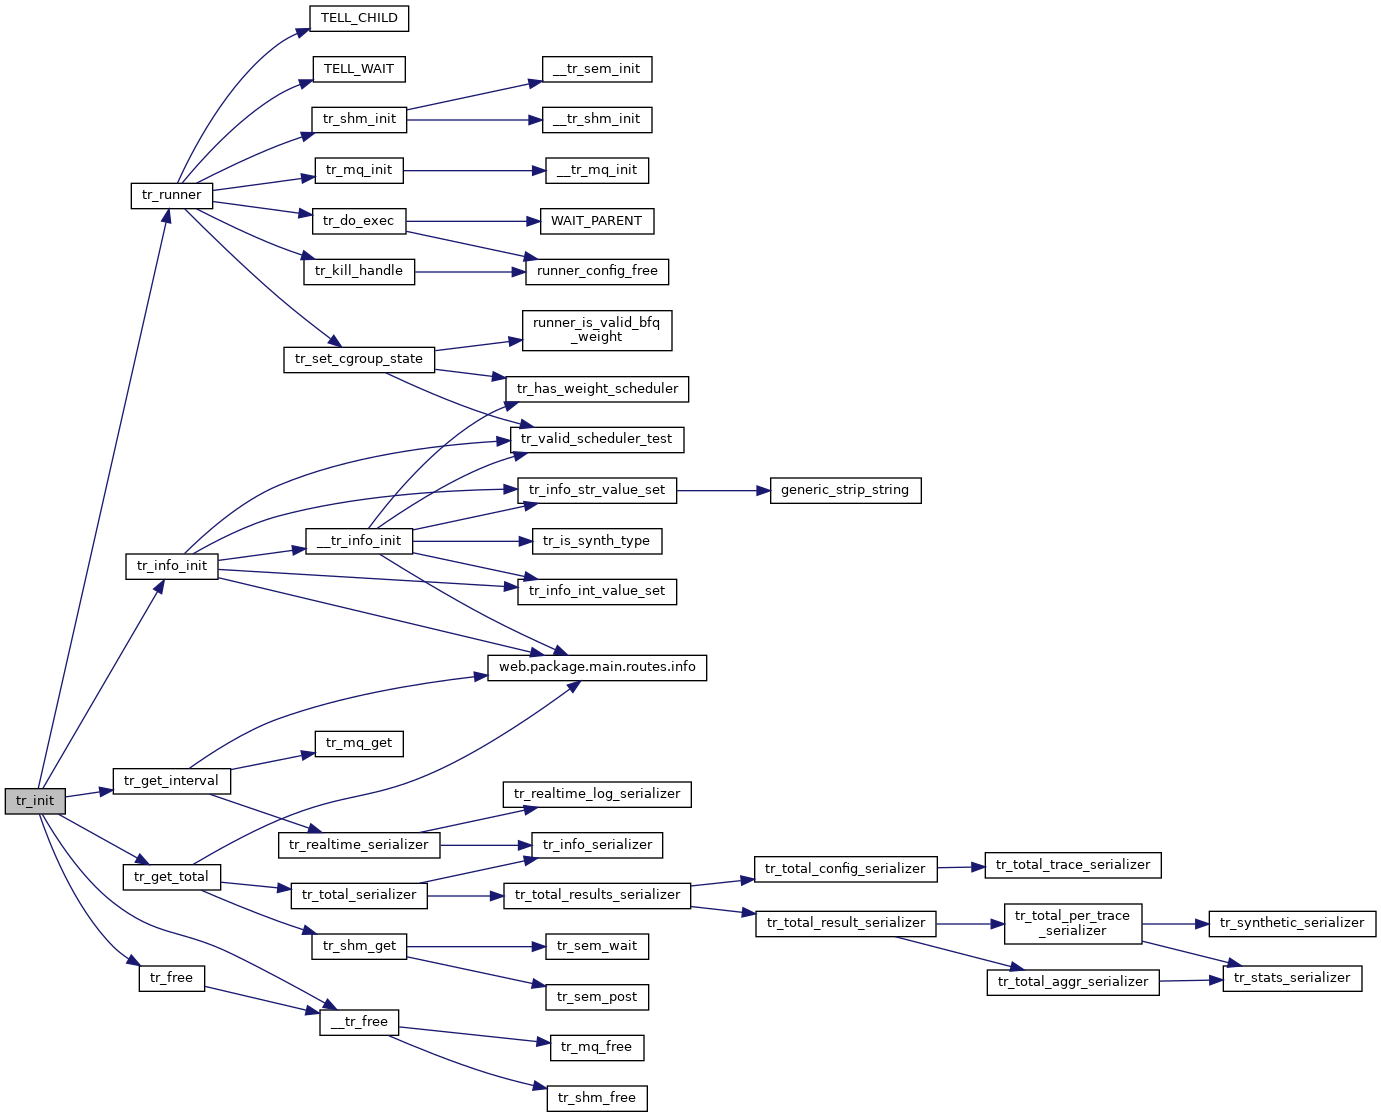 TELL_CHILD
TELL_WAIT
__tr_sem_init
tr_shm_init
__tr_shm_init
tr_mq_init
__tr_mq_init
tr_runner
tr_do_exec
WAIT_PARENT
tr_kill_handle
runner_config_free
runner_is_valid_bfq
_weight
tr_set_cgroup_state
tr_has_weight_scheduler
tr_valid_scheduler_test
tr_info_str_value_set
generic_strip_string
__tr_info_init
tr_is_synth_type
tr_info_init
tr_info_int_value_set
web.package.main.routes.info
tr_mq_get
tr_get_interval
tr_realtime_log_serializer
tr_init
tr_realtime_serializer
tr_info_serializer
tr_total_config_serializer
tr_total_trace_serializer
tr_get_total
tr_total_serializer
tr_total_results_serializer
tr_total_result_serializer
tr_total_per_trace
_serializer
tr_synthetic_serializer
tr_shm_get
tr_sem_wait
tr_free
tr_total_aggr_serializer
tr_stats_serializer
tr_sem_post
__tr_free
tr_mq_free
tr_shm_free